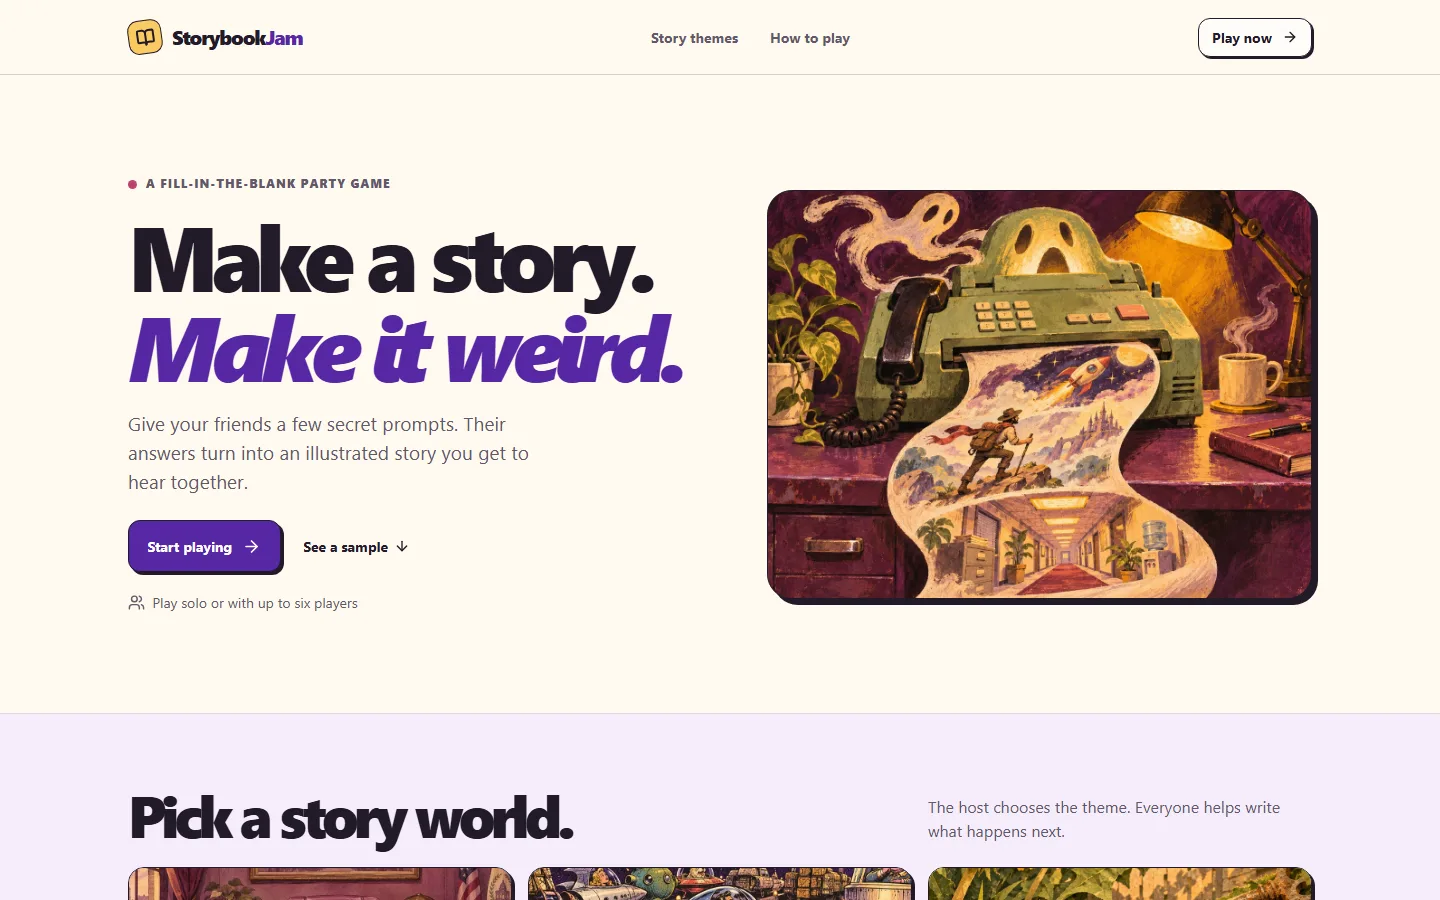 StorybookJam
Story themes
How to play
Play now
A FILL-IN-THE-BLANK PARTY GAME
Make a story.
Make it weird.
Give your friends a few secret prompts. Their
answers turn into an illustrated story you get to
hear together.
Start playing
See a sample
Play solo or with up to six players
Pick a story world.
The host chooses the theme. Everyone helps write
what happens next.